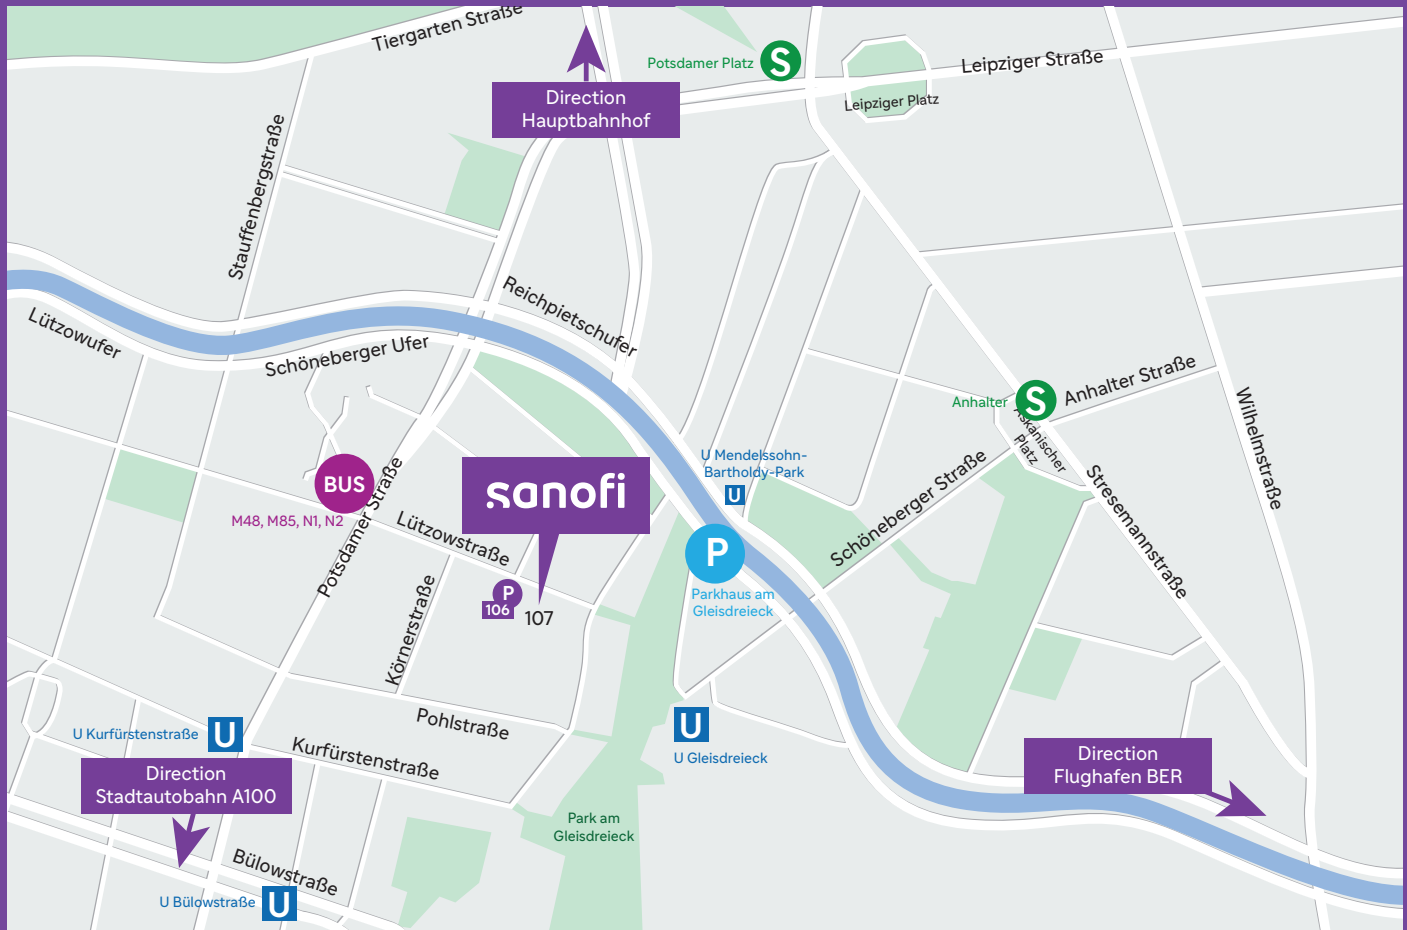 Tiergarten Straße
Potsdamer Platz
S
Leipziger Straße
Leipziger Platz
Direction
Hauptbahnhof
Stauffenbergstraße
Reichpietschufer
Lützowufer
Schöneberger Ufer
Anhalter
S
Anhalter Straße
Askanischer
Platz
Wilhelmstraße
U Mendelssohn-
Bartholdy-Park
U
Schöneberger Straße
Stresemannstraße
BUS
M48, M85, N1, N2
Potsdamer Straße
Lützowstraße
sanofi
P
Parkhaus am
Gleisdreieck
P
106
107
Körnerstraße
Pohlstraße
U Kurfürstenstraße
U
Kurfürstenstraße
U
U Gleisdreieck
Direction
Stadtautobahn A100
Direction
Flughafen BER
Park am
Gleisdreieck
Bülowstraße
U Bülowstraße
U